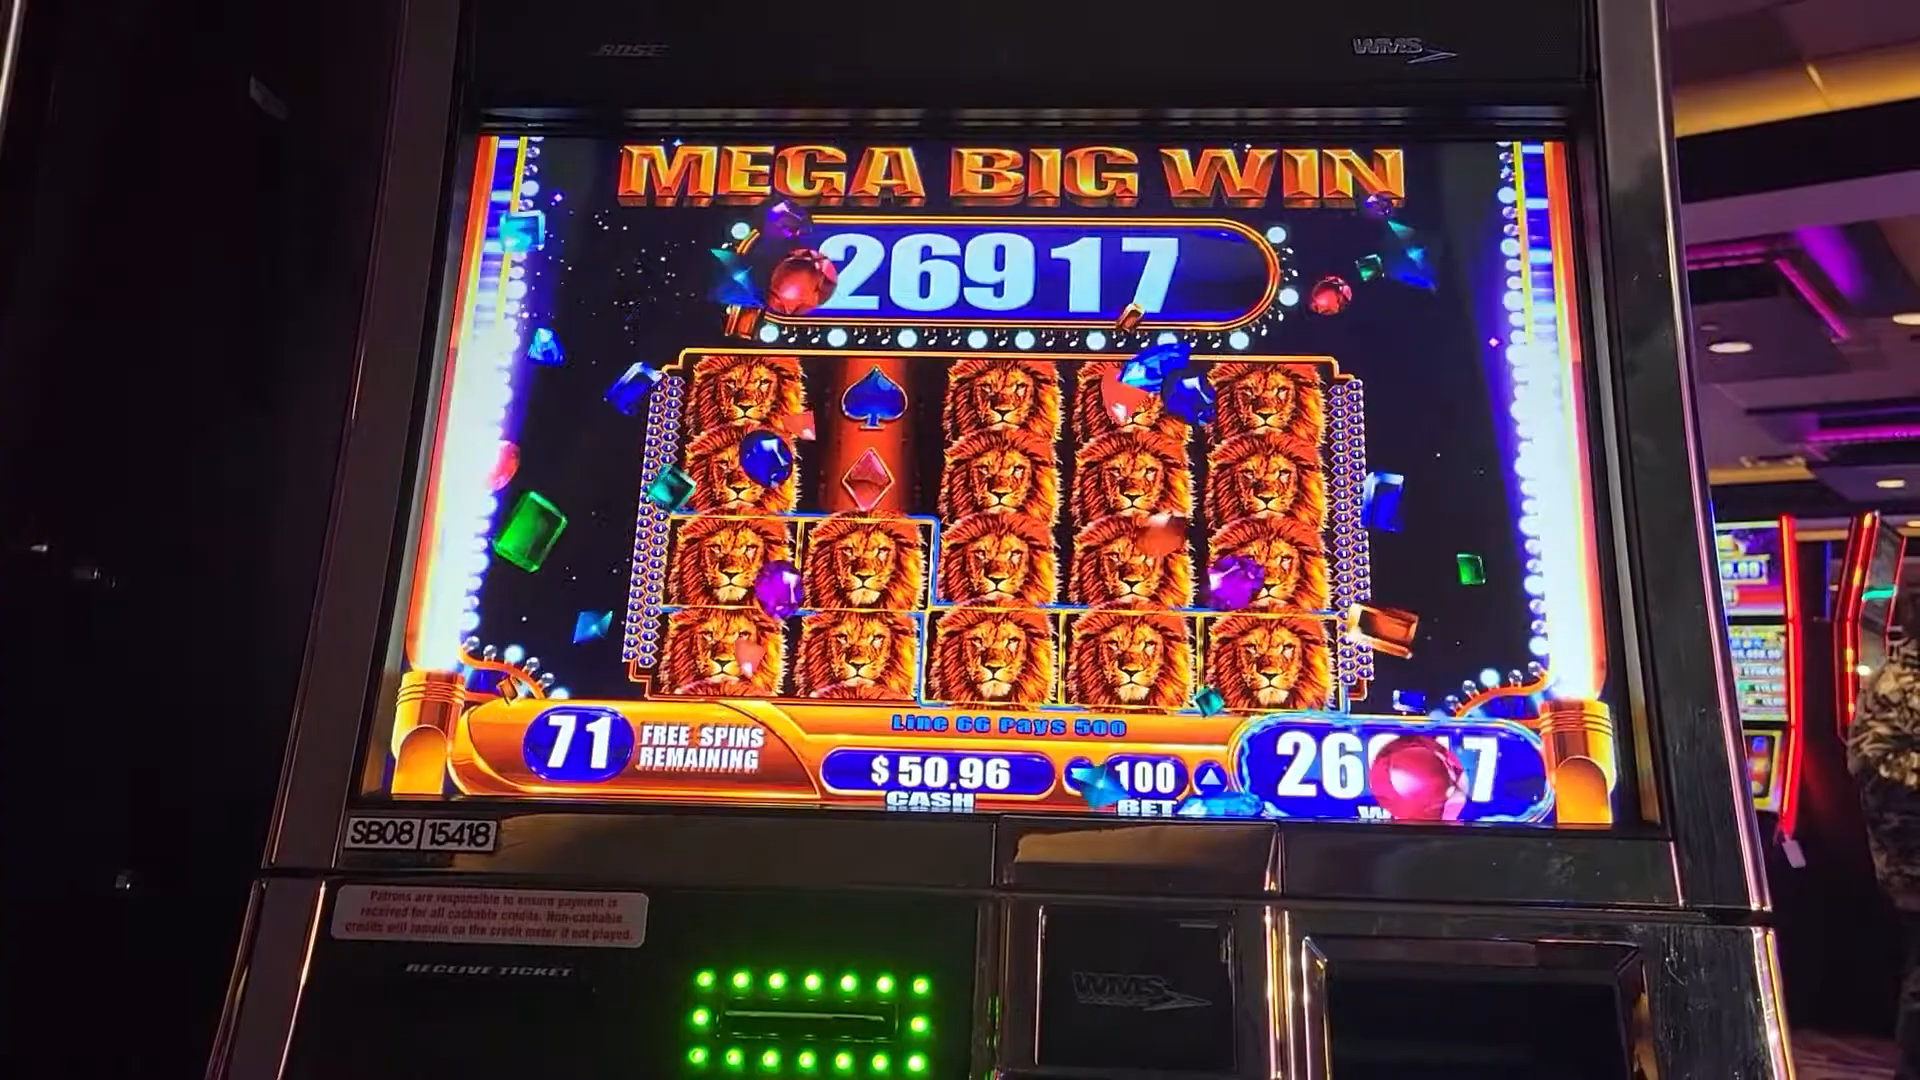 BOSE
WMS
MEGA BIG WIN
26917
Line 66 Pays 500
71
FREE SPINS
REMAINING
$50.96
CASH
100
BET
SB08 15418
Patrons are responsible to ensure payment is
received for all cashable credits. Non-cashable
credits will remain on the credit meter if not played.
RECEIVE TICKET
WMS